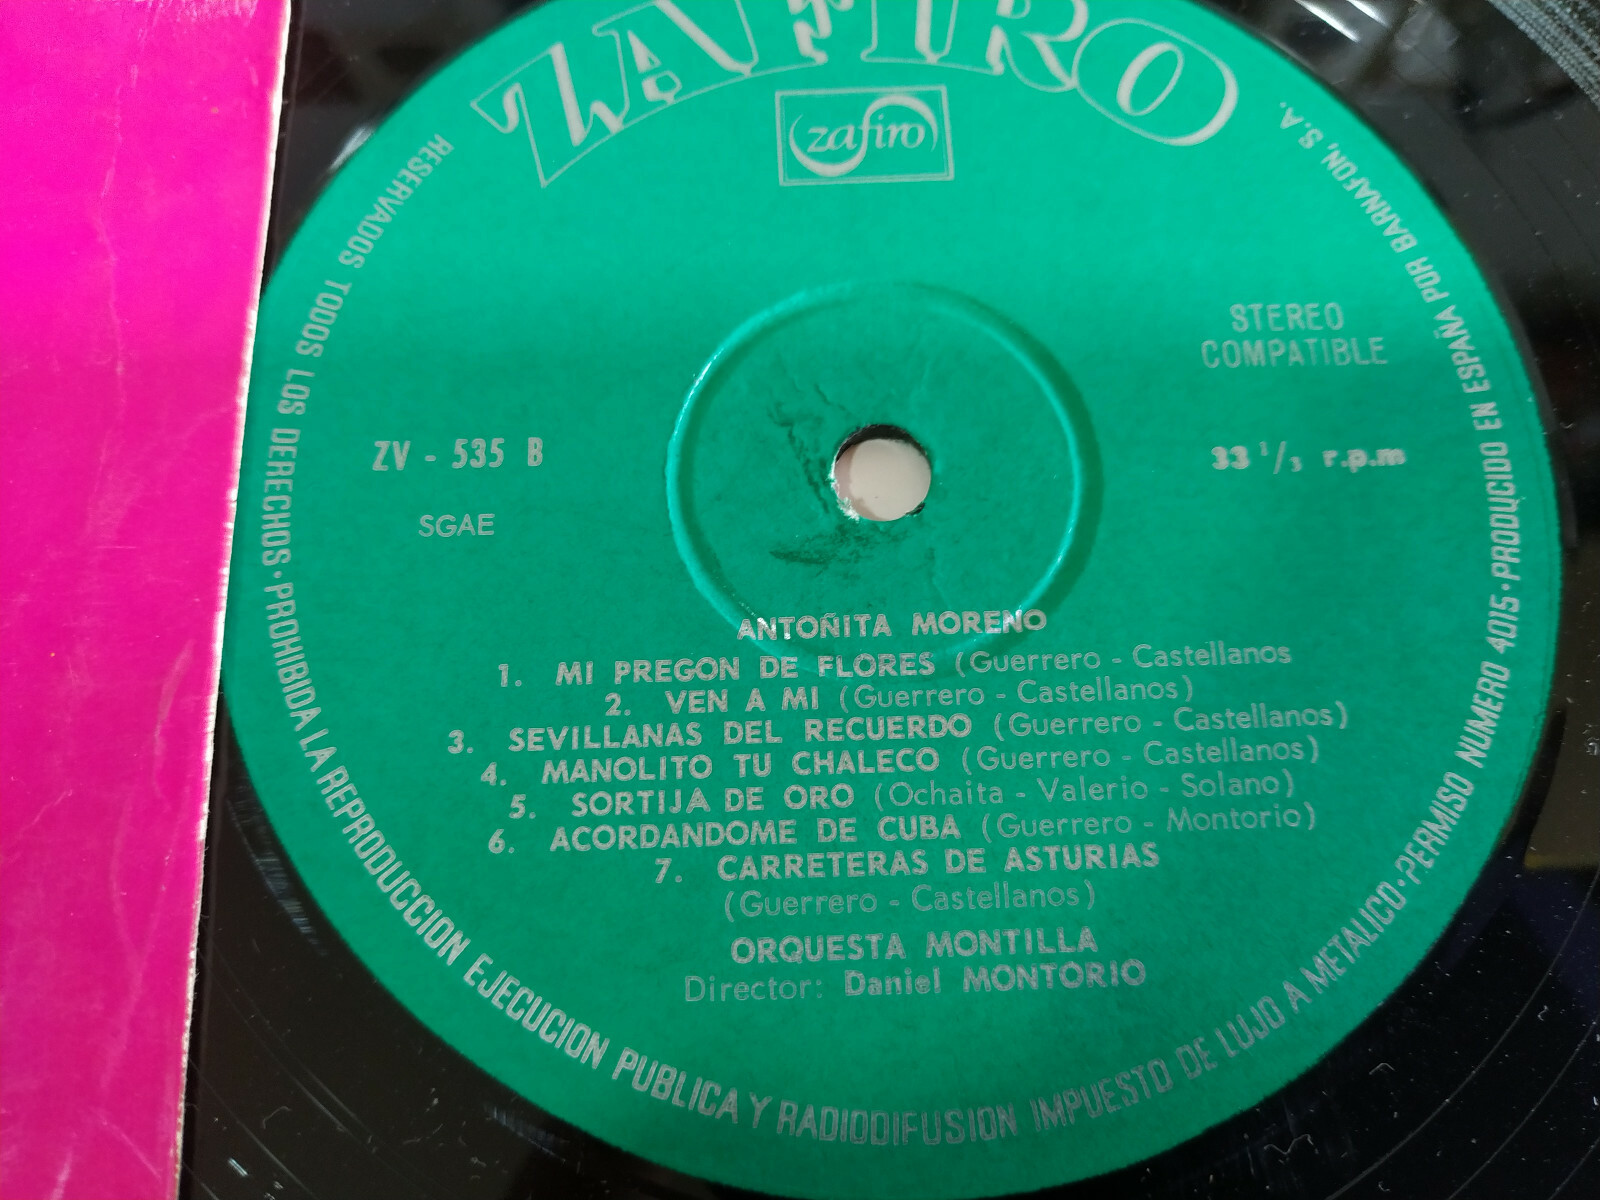 ZAFIRO
zafiro
STEREO
COMPATIBLE
ZV - 535 B
33 1/3 r.p.m
SGAE
ANTOÑITA MORENO
1. MI PREGON DE FLORES (Guerrero - Castellanos
2. VEN A MI (Guerrero - Castellanos)
3. SEVILLANAS DEL RECUERDO (Guerrero - Castellanos)
4. MANOLITO TU CHALECO (Guerrero - Castellanos)
5. SORTIJA DE ORO (Ochaita - Valerio - Solano)
6. ACORDANDOME DE CUBA (Guerrero - Montorio)
7. CARRETERAS DE ASTURIAS
(Guerrero - Castellanos)
ORQUESTA MONTILLA
Director: Daniel MONTORIO
RESERVADOS TODOS LOS DERECHOS · PROHIBIDA LA REPRODUCCION EJECUCION PUBLICA Y RADIODIFUSION IMPUESTO DE LUJO A METALICO · PERMISO NUMERO 4015 · PRODUCIDO EN ESPAÑA POR BARNAFON, S.A.